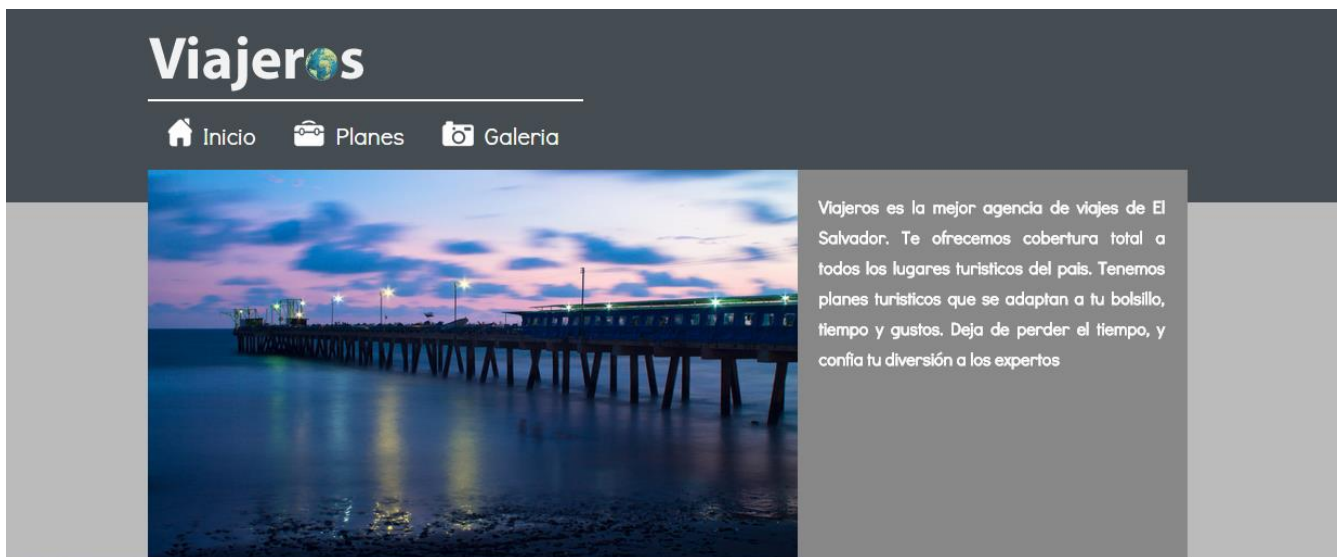 Viajeros
Inicio Planes Galeria
Viajeros es la mejor agencia de viajes de El
Salvador. Te ofrecemos cobertura total a
todos los lugares turisticos del pais. Tenemos
planes turisticos que se adaptan a tu bolsillo,
tiempo y gustos. Deja de perder el tiempo, y
confia tu diversión a los expertos